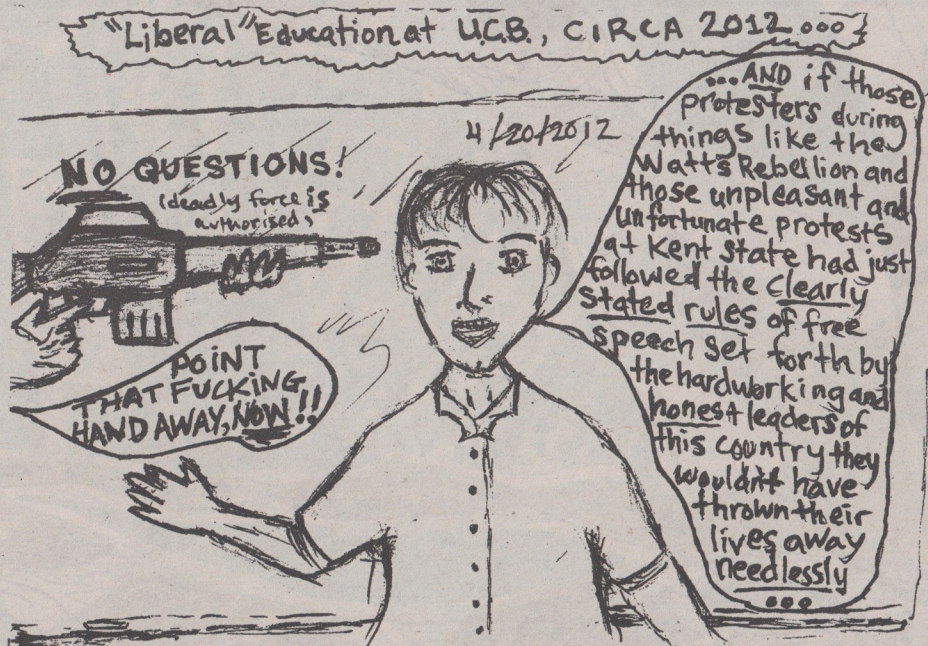 "Liberal" Education at U.C.B., CIRCA 2012...
4/20/2012
NO QUESTIONS!
(deadly force is
authorised)
POINT
THAT FUCKING
HAND AWAY, NOW!!
...AND if those
protesters during
things like the
Watts Rebellion and
those unpleasant and
unfortunate protests
at Kent State had just
followed the clearly
stated rules of free
speech set forth by
the hardworking and
honest leaders of
this country they
wouldn't have
thrown their
lives away
needlessly
...